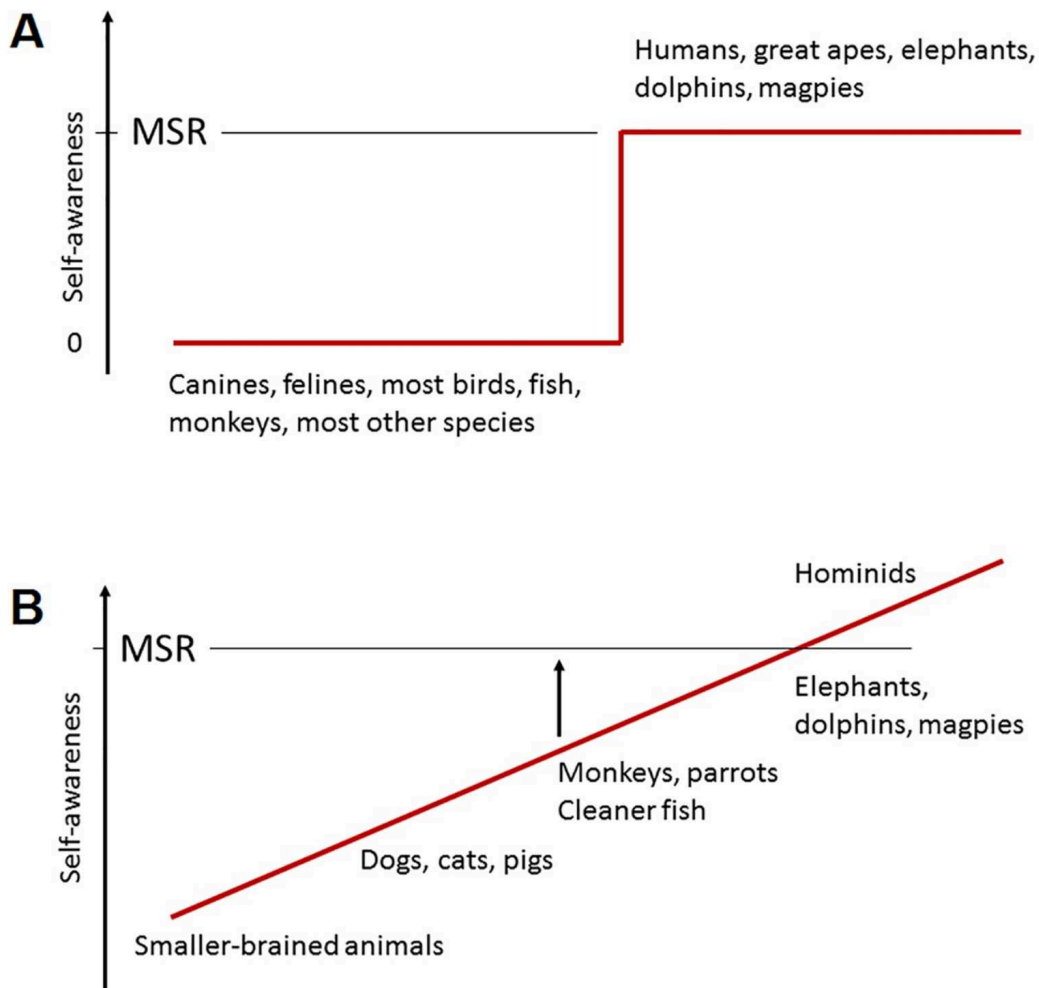 A
Self-awareness
MSR
0
Humans, great apes, elephants,
dolphins, magpies
Canines, felines, most birds, fish,
monkeys, most other species
B
Self-awareness
MSR
Hominids
Elephants,
dolphins, magpies
Monkeys, parrots
Cleaner fish
Dogs, cats, pigs
Smaller-brained animals